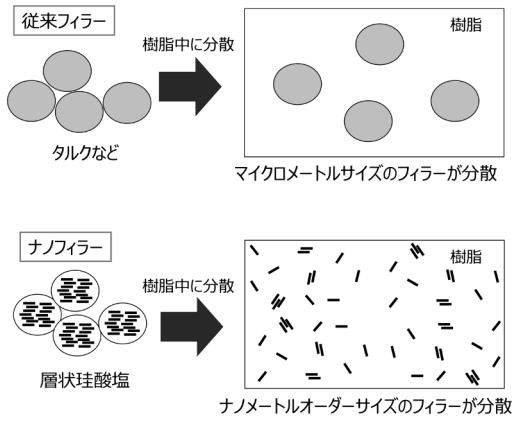 従来フィラー
樹脂中に分散
樹脂
タルクなど
マイクロメートルサイズのフィラーが分散
ナノフィラー
樹脂中に分散
樹脂
層状珪酸塩
ナノメートルオーダーサイズのフィラーが分散